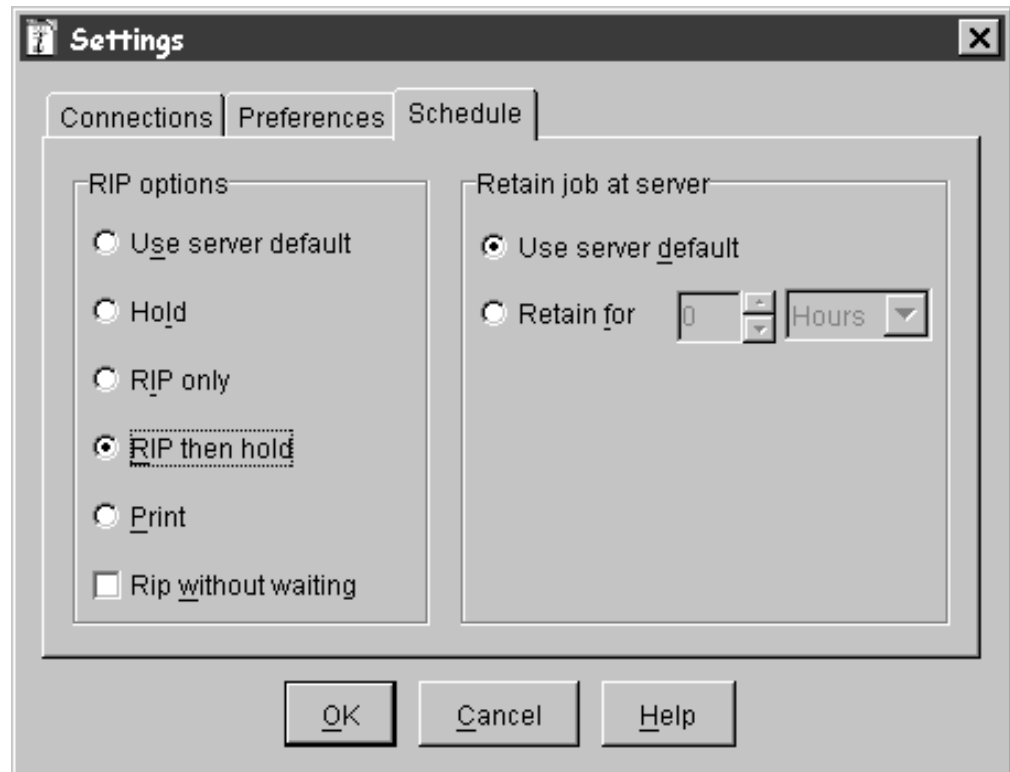 Settings
Connections
Preferences
Schedule
RIP options
Use server default
Hold
RIP only
RIP then hold
Print
Rip without waiting
Retain job at server
Use server default
Retain for 0 Hours
OK
Cancel
Help